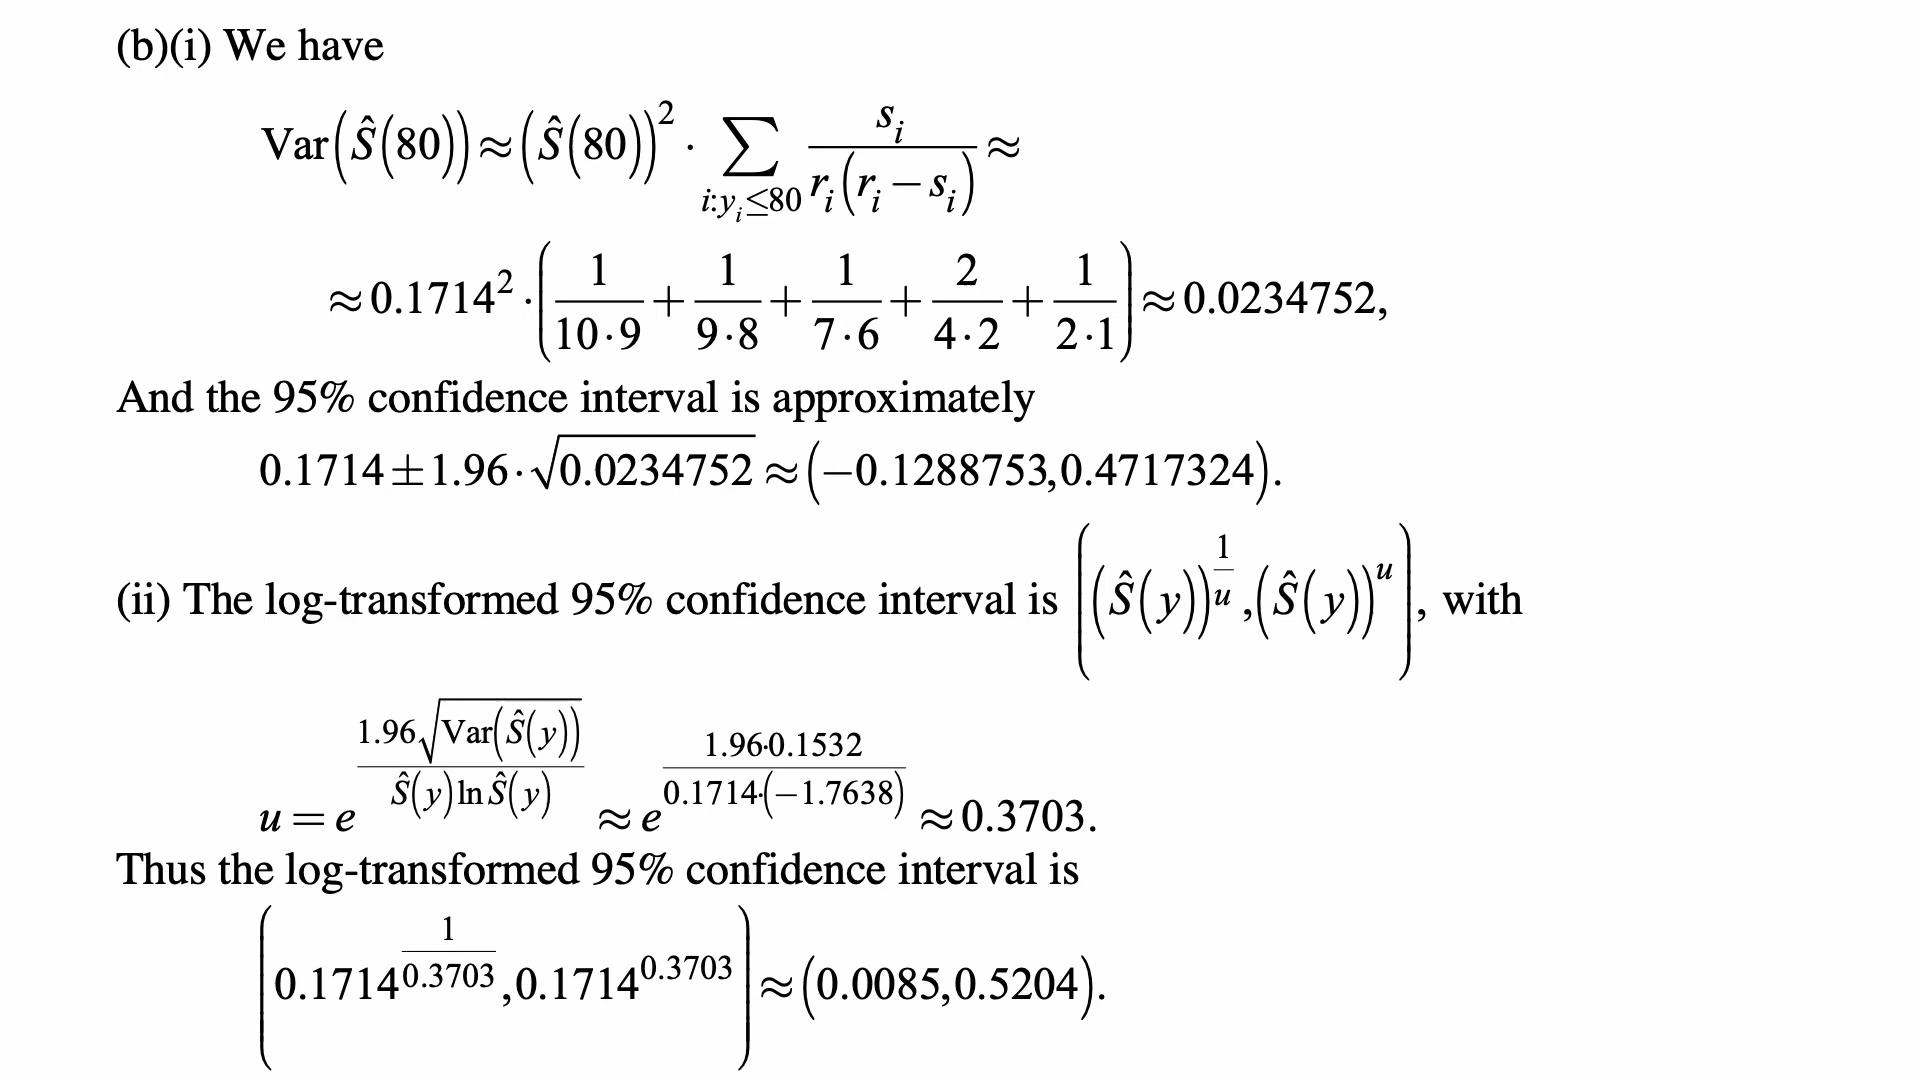 (b)(i) We have
Var(Ŝ(80)) ≈ (Ŝ(80))² · ∑_{i:y_i≤80} s_i / (r_i(r_i − s_i)) ≈
≈ 0.1714² · (1/(10·9) + 1/(9·8) + 1/(7·6) + 2/(4·2) + 1/(2·1)) ≈ 0.0234752,
And the 95% confidence interval is approximately
0.1714 ± 1.96 · √0.0234752 ≈ (−0.1288753, 0.4717324).
(ii) The log-transformed 95% confidence interval is ((Ŝ(y))^{1/u}, (Ŝ(y))^u), with
u = e^{1.96√Var(Ŝ(y)) / (Ŝ(y) ln Ŝ(y))} ≈ e^{1.96·0.1532 / (0.1714·(−1.7638))} ≈ 0.3703.
Thus the log-transformed 95% confidence interval is
(0.1714^{1/0.3703}, 0.1714^{0.3703}) ≈ (0.0085, 0.5204).